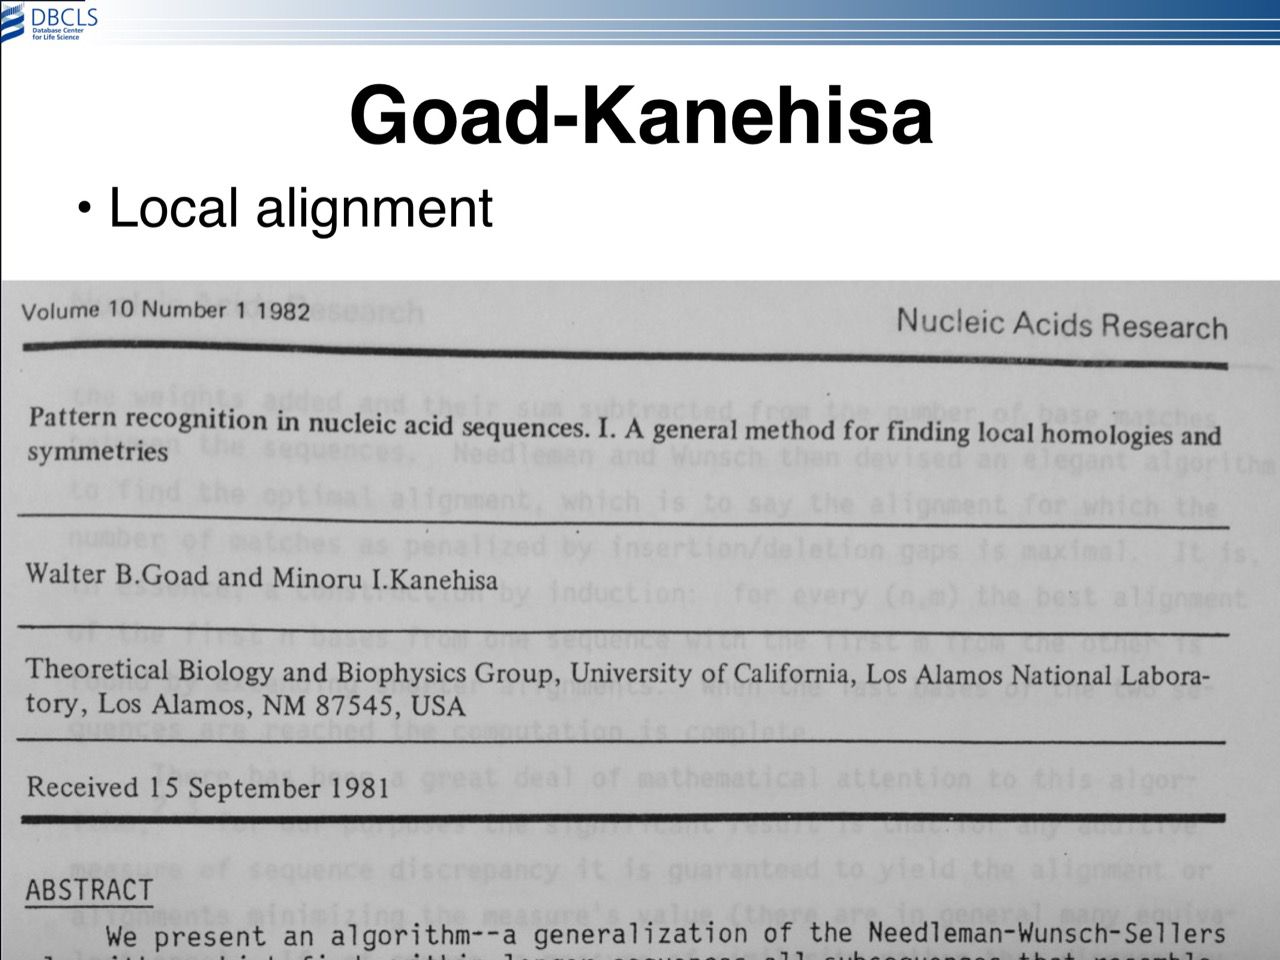 DBCLS
Database Center
for Life Science
Goad-Kanehisa
• Local alignment
Volume 10 Number 1 1982
Nucleic Acids Research
Pattern recognition in nucleic acid sequences. I. A general method for finding local homologies and
symmetries
Walter B.Goad and Minoru I.Kanehisa
Theoretical Biology and Biophysics Group, University of California, Los Alamos National Labora-
tory, Los Alamos, NM 87545, USA
Received 15 September 1981
ABSTRACT
We present an algorithm--a generalization of the Needleman-Wunsch-Sellers